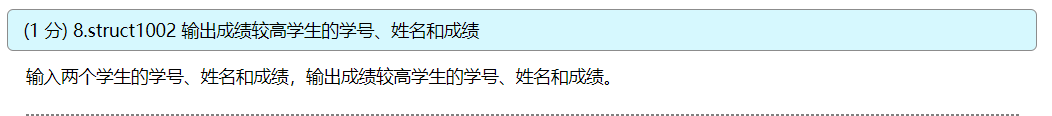 (1 分) 8.struct1002 输出成绩较高学生的学号、姓名和成绩
输入两个学生的学号、姓名和成绩，输出成绩较高学生的学号、姓名和成绩。